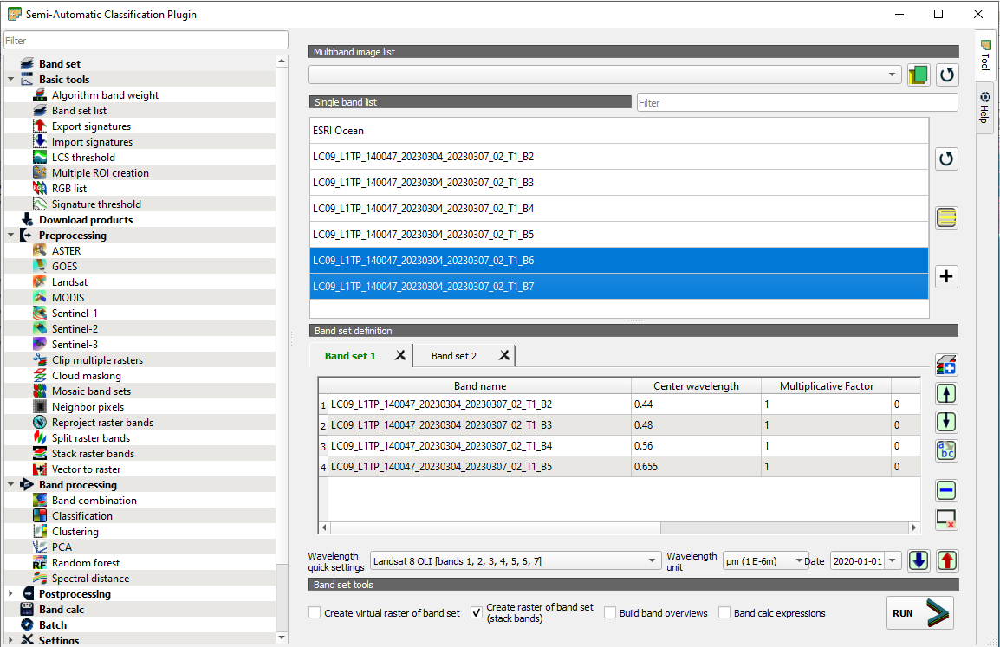 Semi-Automatic Classification Plugin
Filter
Band set
Basic tools
Algorithm band weight
Band set list
Export signatures
Import signatures
LCS threshold
Multiple ROI creation
RGB list
Signature threshold
Download products
Preprocessing
ASTER
GOES
Landsat
MODIS
Sentinel-1
Sentinel-2
Sentinel-3
Clip multiple rasters
Cloud masking
Mosaic band sets
Neighbor pixels
Reproject raster bands
Split raster bands
Stack raster bands
Vector to raster
Band processing
Band combination
Classification
Clustering
PCA
Random forest
Spectral distance
Postprocessing
Band calc
Batch
Settings
Multiband image list
Single band list
Filter
ESRI Ocean
LC09_L1TP_140047_20230304_20230307_02_T1_B2
LC09_L1TP_140047_20230304_20230307_02_T1_B3
LC09_L1TP_140047_20230304_20230307_02_T1_B4
LC09_L1TP_140047_20230304_20230307_02_T1_B5
LC09_L1TP_140047_20230304_20230307_02_T1_B6
LC09_L1TP_140047_20230304_20230307_02_T1_B7
Band set definition
Band set 1 Band set 2
Band name Center wavelength Multiplicative Factor
1 LC09_L1TP_140047_20230304_20230307_02_T1_B2 0.44 1 0
2 LC09_L1TP_140047_20230304_20230307_02_T1_B3 0.48 1 0
3 LC09_L1TP_140047_20230304_20230307_02_T1_B4 0.56 1 0
4 LC09_L1TP_140047_20230304_20230307_02_T1_B5 0.655 1 0
Wavelength
quick settings
Landsat 8 OLI [bands 1, 2, 3, 4, 5, 6, 7]
Wavelength
unit
µm (1 E-6m)
Date
2020-01-01
Band set tools
Create virtual raster of band set
Create raster of band set
(stack bands)
Build band overviews
Band calc expressions
RUN
Tool
Help
RGB
RF
a b
bc